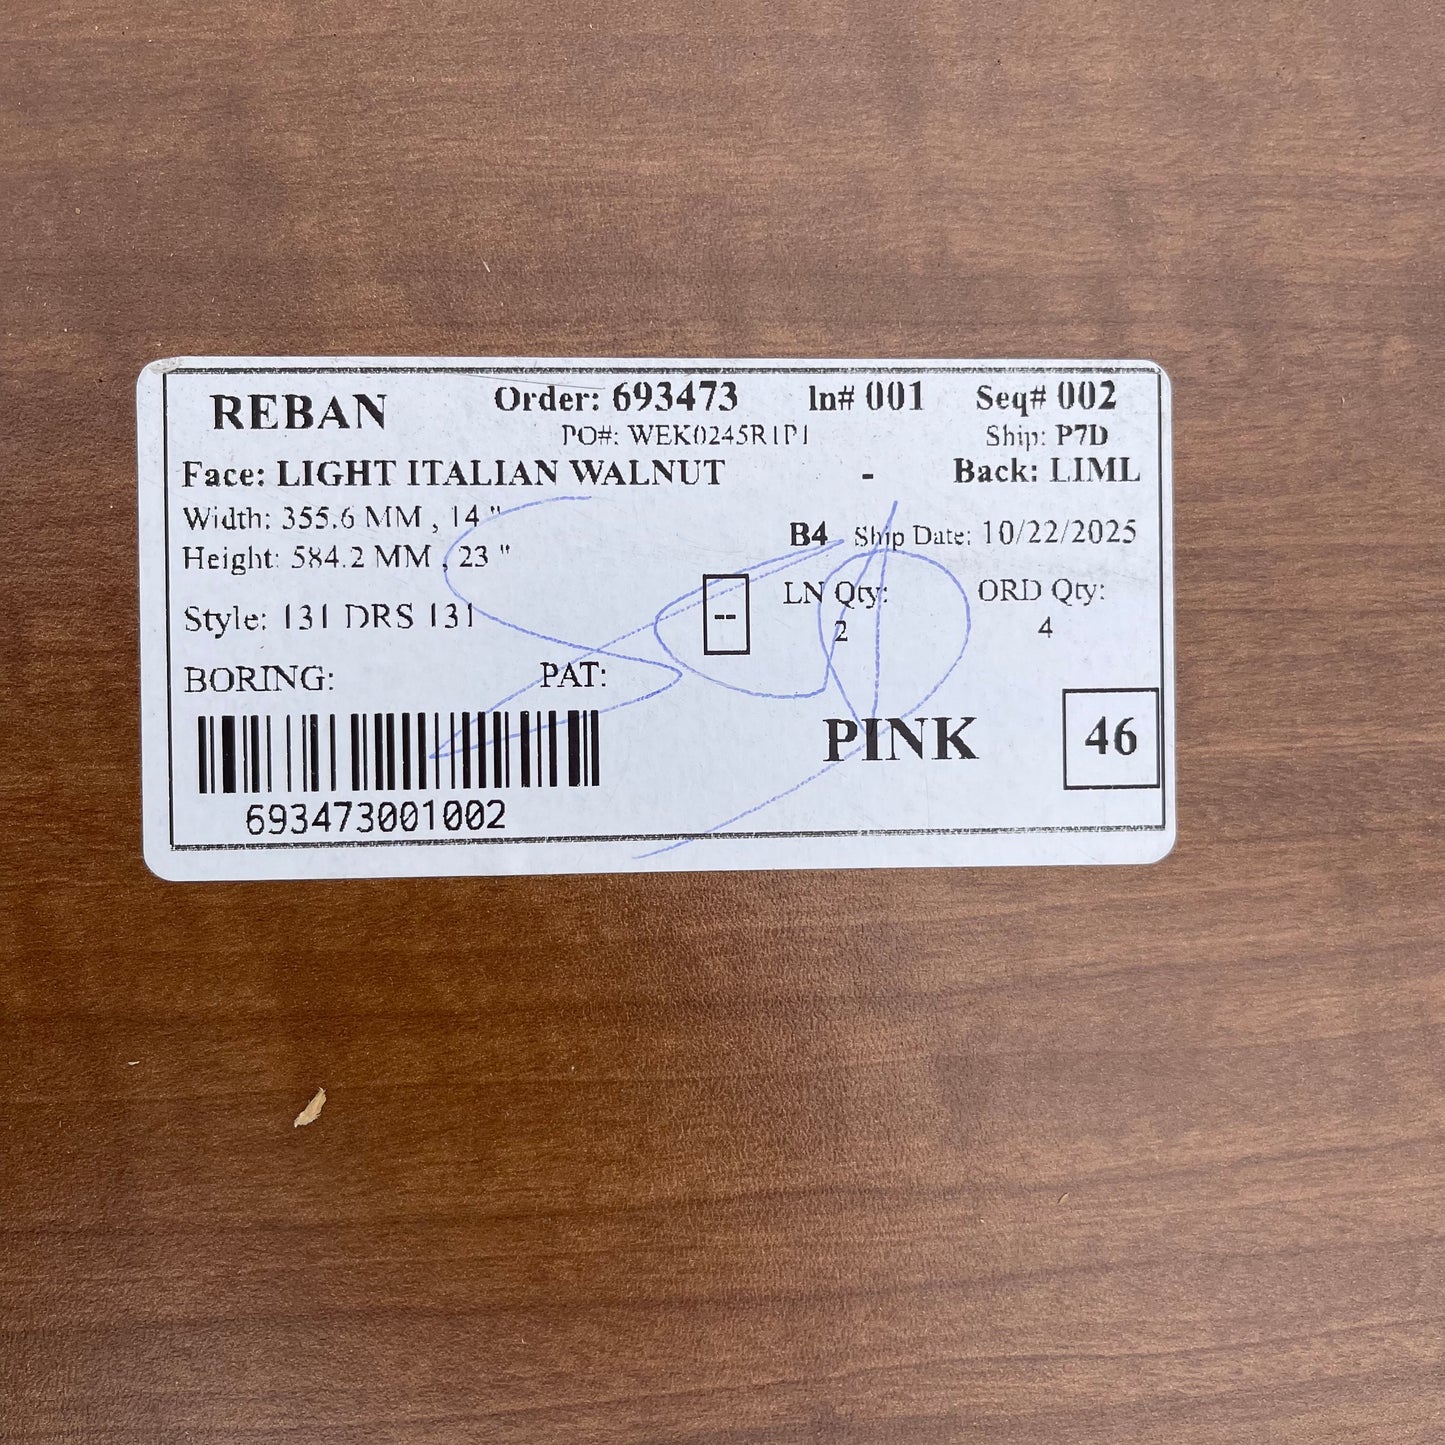 REBAN Order: 693473 ln# 001 Seq# 002
PO#: WEK0245R1P1 Ship: P7D
Face: LIGHT ITALIAN WALNUT - Back: LIML
Width: 355.6 MM , 14 "
B4 Ship Date: 10/22/2025
Height: 584.2 MM , 23 "
-- LN Qty: ORD Qty:
Style: 131 DRS 131 2 4
BORING: PAT:
PINK 46
693473001002